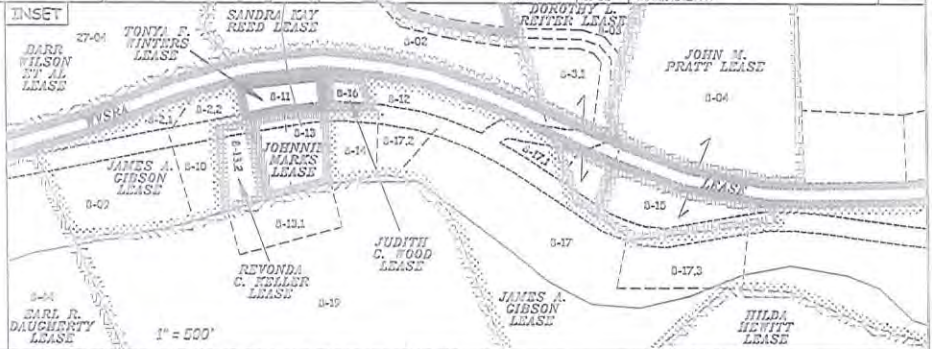 INSET
27-04
DARR
WILSON
ET AL
LEASE
TONYA F.
WINTERS
LEASE
SANDRA KAY
REED LEASE
8-02
DOROTHY L.
REITER LEASE
8-03
8-3.1
JOHN M.
PRATT LEASE
8-04
WVSRA
LEASE
8-2.1
8-2.2
8-11
8-16
8-12
8-13
8-13.2
JOHNNIE
MARKS
LEASE
8-14
8-17.2
8-17.1
JAMES A.
GIBSON
LEASE
8-10
8-09
8-13.1
8-15
8-17
8-17.3
REVONDA
C. KELLER
LEASE
JUDITH
C. WOOD
LEASE
8-19
JAMES A.
GIBSON
LEASE
HILDA
HEWITT
LEASE
EARL R.
DAUGHERTY
LEASE
1" = 500'